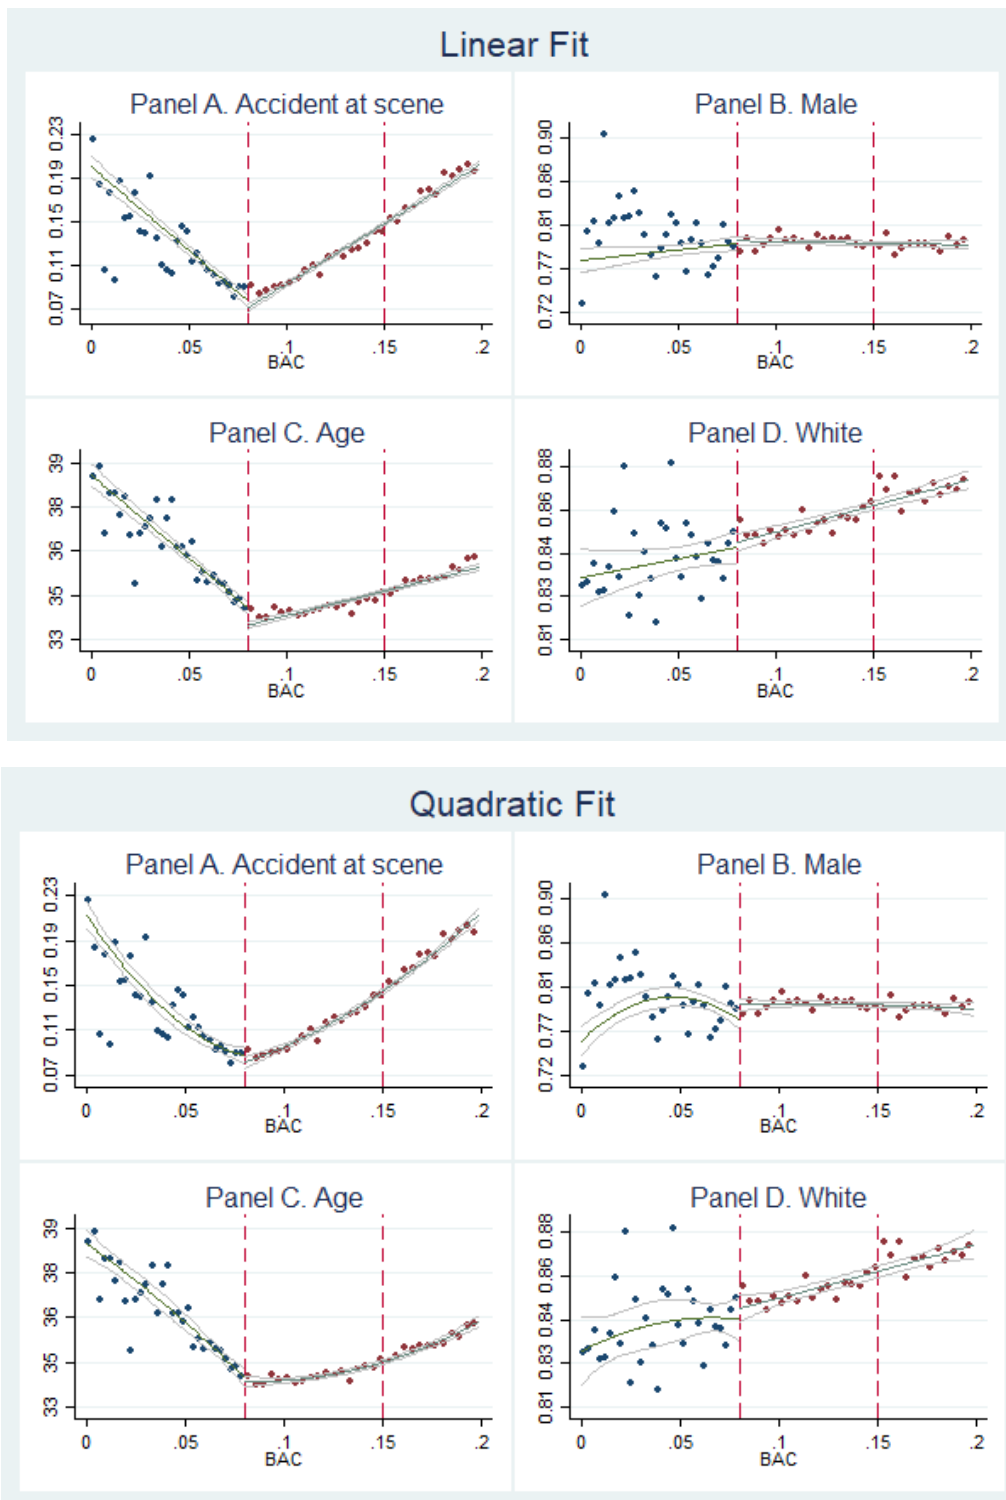 Linear Fit
Panel A. Accident at scene
0.23
0.19
0.15
0.11
0.07
0 .05 .1 .15 .2
BAC
Panel B. Male
0.90
0.86
0.81
0.77
0.72
0 .05 .1 .15 .2
BAC
Panel C. Age
39
38
36
35
33
0 .05 .1 .15 .2
BAC
Panel D. White
0.88
0.86
0.84
0.83
0.81
0 .05 .1 .15 .2
BAC
Quadratic Fit
Panel A. Accident at scene
0.23
0.19
0.15
0.11
0.07
0 .05 .1 .15 .2
BAC
Panel B. Male
0.90
0.86
0.81
0.77
0.72
0 .05 .1 .15 .2
BAC
Panel C. Age
39
38
36
35
33
0 .05 .1 .15 .2
BAC
Panel D. White
0.88
0.86
0.84
0.83
0.81
0 .05 .1 .15 .2
BAC